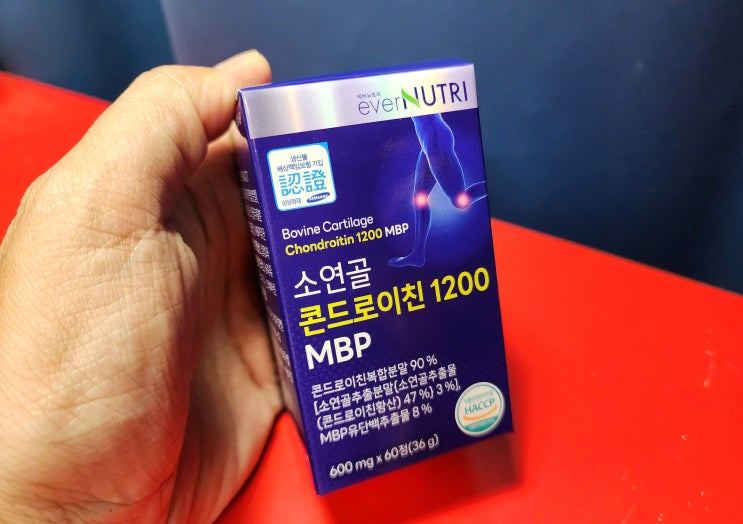 에버뉴트리
everNUTRI
생산물
배상책임보험 가입
認證
삼성화재 SAMSUNG
Bovine Cartilage
Chondroitin 1200 MBP
소연골
콘드로이친 1200
MBP
콘드로이친복합분말 90 %
[소연골추출분말(소연골추출물
(콘드로이친황산) 47 %) 3 %],
MBP유단백추출물 8 %
600 mg x 60정(36 g)
HACCP